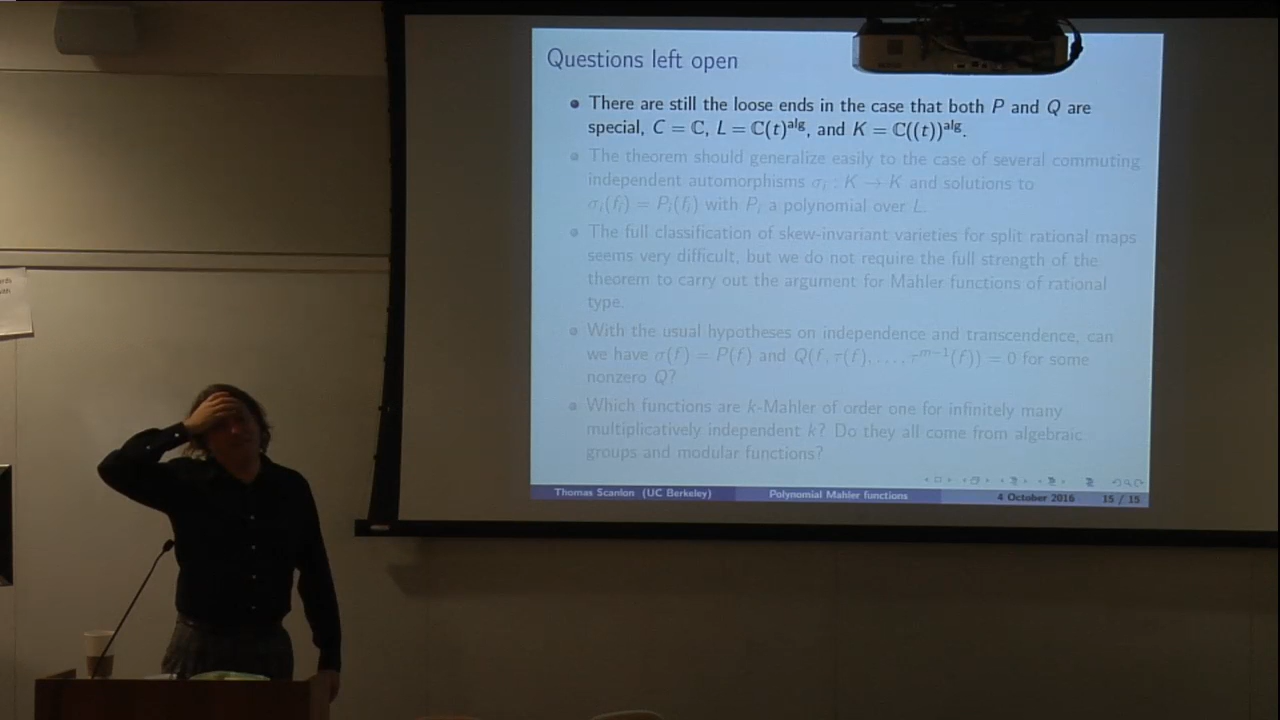 Questions left open
There are still the loose ends in the case that both P and Q are
special, C = ℂ, L = ℂ(t)^alg, and K = ℂ((t))^alg.
The theorem should generalize easily to the case of several commuting
independent automorphisms σ_i : K → K and solutions to
σ_i(f_i) = P_i(f_i) with P_i a polynomial over L.
The full classification of skew-invariant varieties for split rational maps
seems very difficult, but we do not require the full strength of the
theorem to carry out the argument for Mahler functions of rational
type.
With the usual hypotheses on independence and transcendence, can
we have σ(f) = P(f) and Q(f, τ(f), . . . , τ^{m−1}(f)) = 0 for some
nonzero Q?
Which functions are k-Mahler of order one for infinitely many
multiplicatively independent k? Do they all come from algebraic
groups and modular functions?
Thomas Scanlon (UC Berkeley) Polynomial Mahler functions 4 October 2016 15 / 15
with